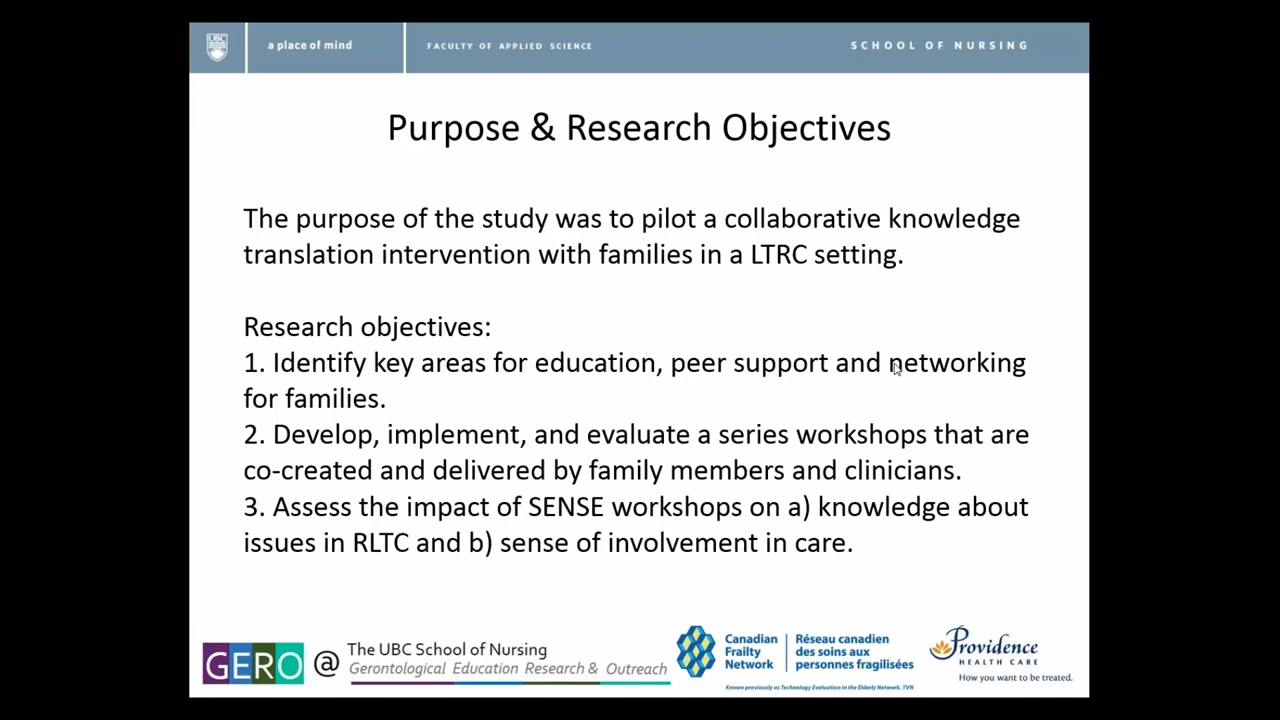 UBC
a place of mind
FACULTY OF APPLIED SCIENCE
SCHOOL OF NURSING
Purpose & Research Objectives
The purpose of the study was to pilot a collaborative knowledge
translation intervention with families in a LTRC setting.
Research objectives:
1. Identify key areas for education, peer support and networking
for families.
2. Develop, implement, and evaluate a series workshops that are
co-created and delivered by family members and clinicians.
3. Assess the impact of SENSE workshops on a) knowledge about
issues in RLTC and b) sense of involvement in care.
GERO @ The UBC School of Nursing
Gerontological Education Research & Outreach
Canadian
Frailty
Network
Réseau canadien
des soins aux
personnes fragilisées
Known previously as Technology Evaluation in the Elderly Network, TVN
Providence
HEALTH CARE
How you want to be treated.